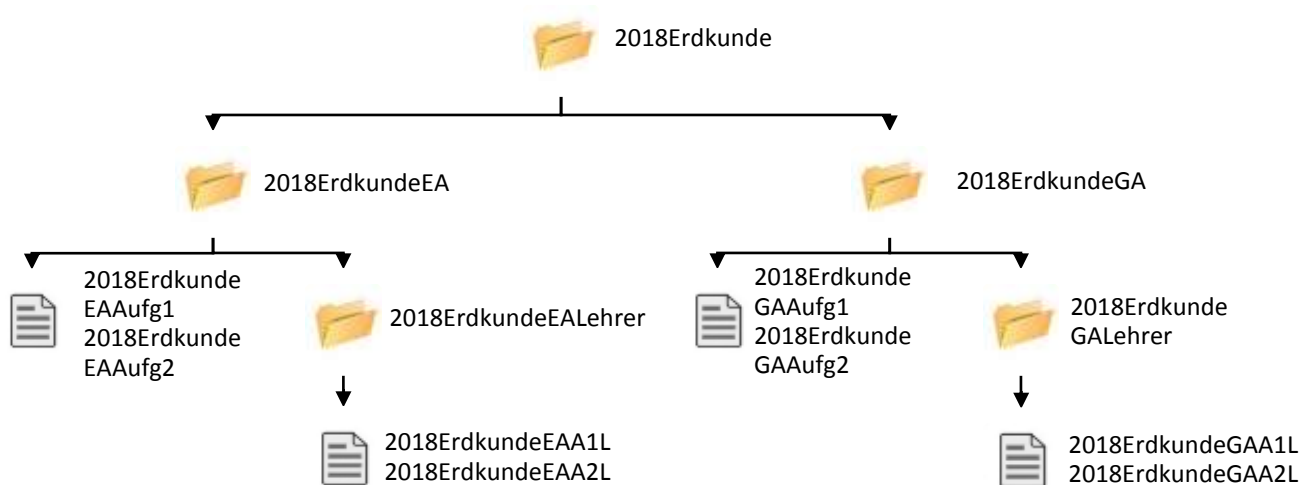 2018Erdkunde
2018ErdkundeEA
2018ErdkundeGA
2018Erdkunde
EAAufg1
2018Erdkunde
EAAufg2
2018ErdkundeEALehrer
2018Erdkunde
GAAufg1
2018Erdkunde
GAAufg2
2018Erdkunde
GALehrer
2018ErdkundeEAA1L
2018ErdkundeEAA2L
2018ErdkundeGAA1L
2018ErdkundeGAA2L